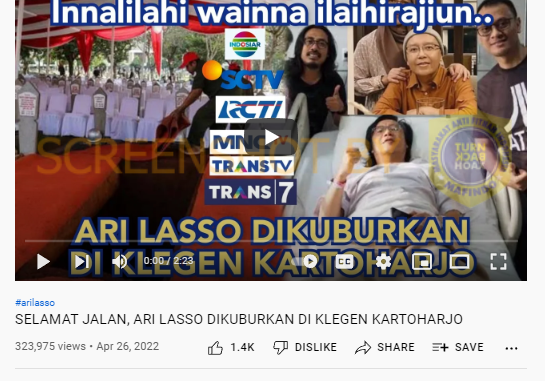 Innalilahi wainna ilaihirajiun..
INDOSIAR
SCTV
RCTI
MNC
TRANSTV
TRANS|7
SCREENSHOT BY
TURN
BACK
HOAX
ARI LASSO DIKUBURKAN
DI KLEGEN KARTOHARJO
0:00 / 2:23
CC
#arilasso
SELAMAT JALAN, ARI LASSO DIKUBURKAN DI KLEGEN KARTOHARJO
323,975 views • Apr 26, 2022
1.4K
DISLIKE
SHARE
SAVE